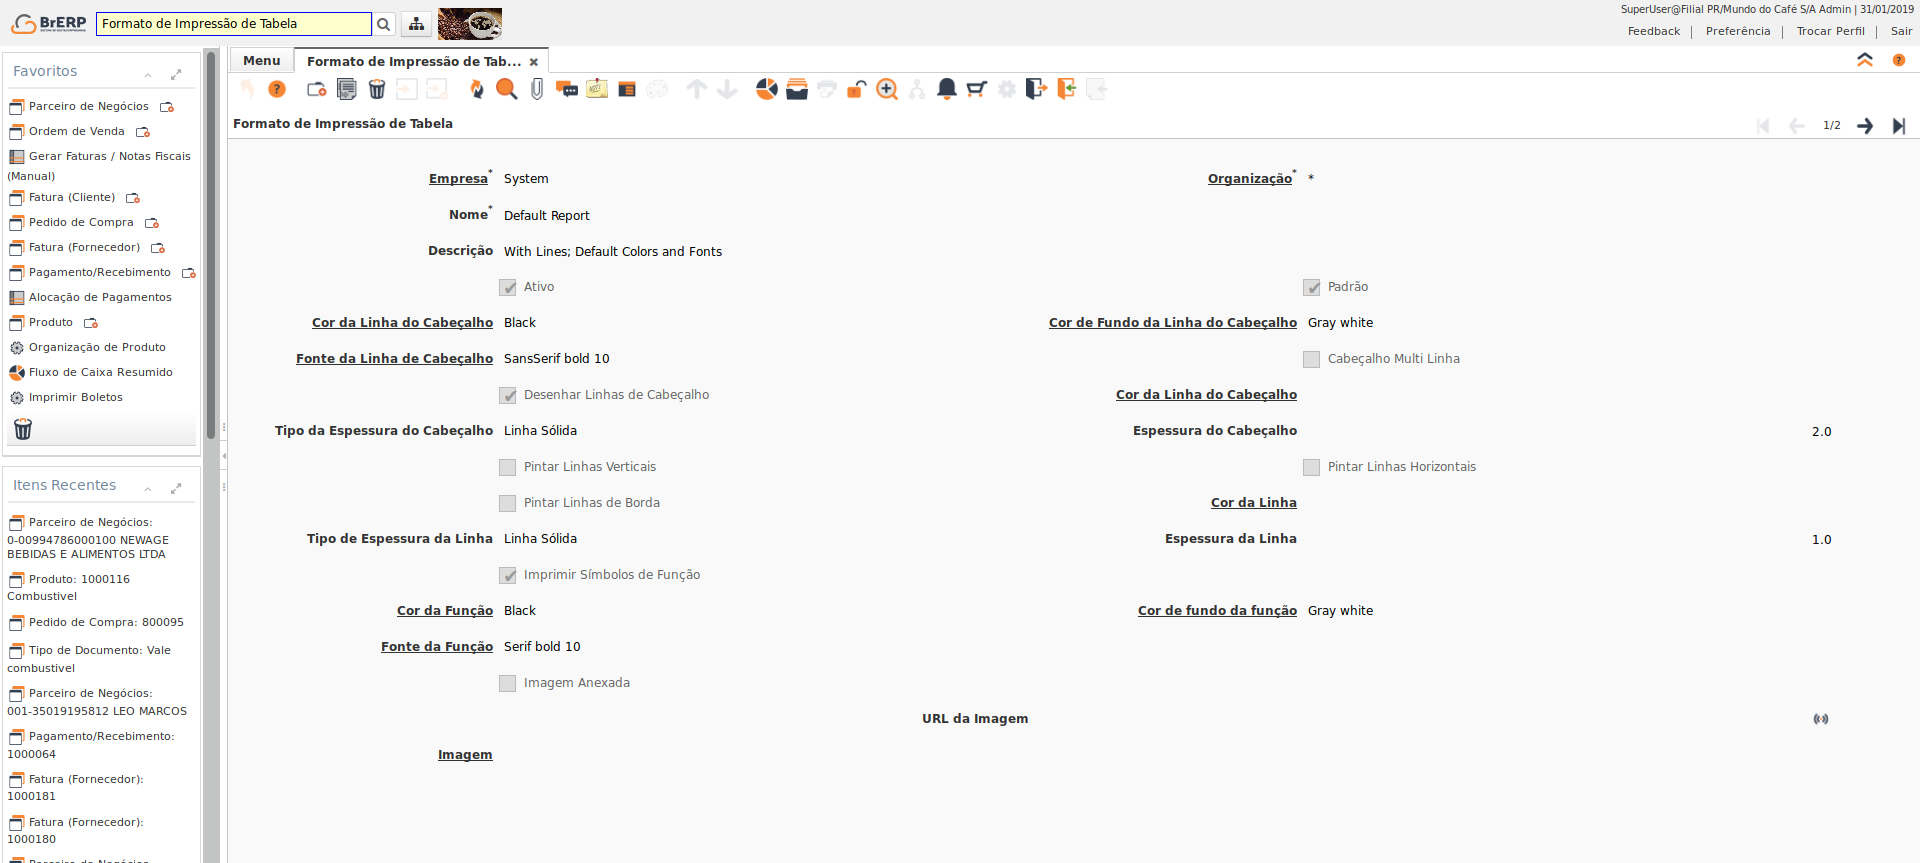 BrERP
Formato de Impressão de Tabela
SuperUser@Filial PR/Mundo do Café S/A Admin | 31/01/2019
Feedback | Preferência | Trocar Perfil | Sair
Favoritos
Parceiro de Negócios
Ordem de Venda
Gerar Faturas / Notas Fiscais
(Manual)
Fatura (Cliente)
Pedido de Compra
Fatura (Fornecedor)
Pagamento/Recebimento
Alocação de Pagamentos
Produto
Organização de Produto
Fluxo de Caixa Resumido
Imprimir Boletos
Itens Recentes
Parceiro de Negócios:
0-00994786000100 NEWAGE
BEBIDAS E ALIMENTOS LTDA
Produto: 1000116
Combustivel
Pedido de Compra: 800095
Tipo de Documento: Vale
combustivel
Parceiro de Negócios:
001-35019195812 LEO MARCOS
Pagamento/Recebimento:
1000064
Fatura (Fornecedor):
1000181
Fatura (Fornecedor):
1000180
Parceiro de Negócios
Menu
Formato de Impressão de Tab...
Formato de Impressão de Tabela
1/2
Empresa* System
Organização* *
Nome* Default Report
Descrição With Lines; Default Colors and Fonts
Ativo
Padrão
Cor da Linha do Cabeçalho Black
Cor de Fundo da Linha do Cabeçalho Gray white
Fonte da Linha de Cabeçalho SansSerif bold 10
Cabeçalho Multi Linha
Desenhar Linhas de Cabeçalho
Cor da Linha do Cabeçalho
Tipo da Espessura do Cabeçalho Linha Sólida
Espessura do Cabeçalho 2.0
Pintar Linhas Verticais
Pintar Linhas Horizontais
Pintar Linhas de Borda
Cor da Linha
Tipo de Espessura da Linha Linha Sólida
Espessura da Linha 1.0
Imprimir Símbolos de Função
Cor da Função Black
Cor de fundo da função Gray white
Fonte da Função Serif bold 10
Imagem Anexada
URL da Imagem
Imagem